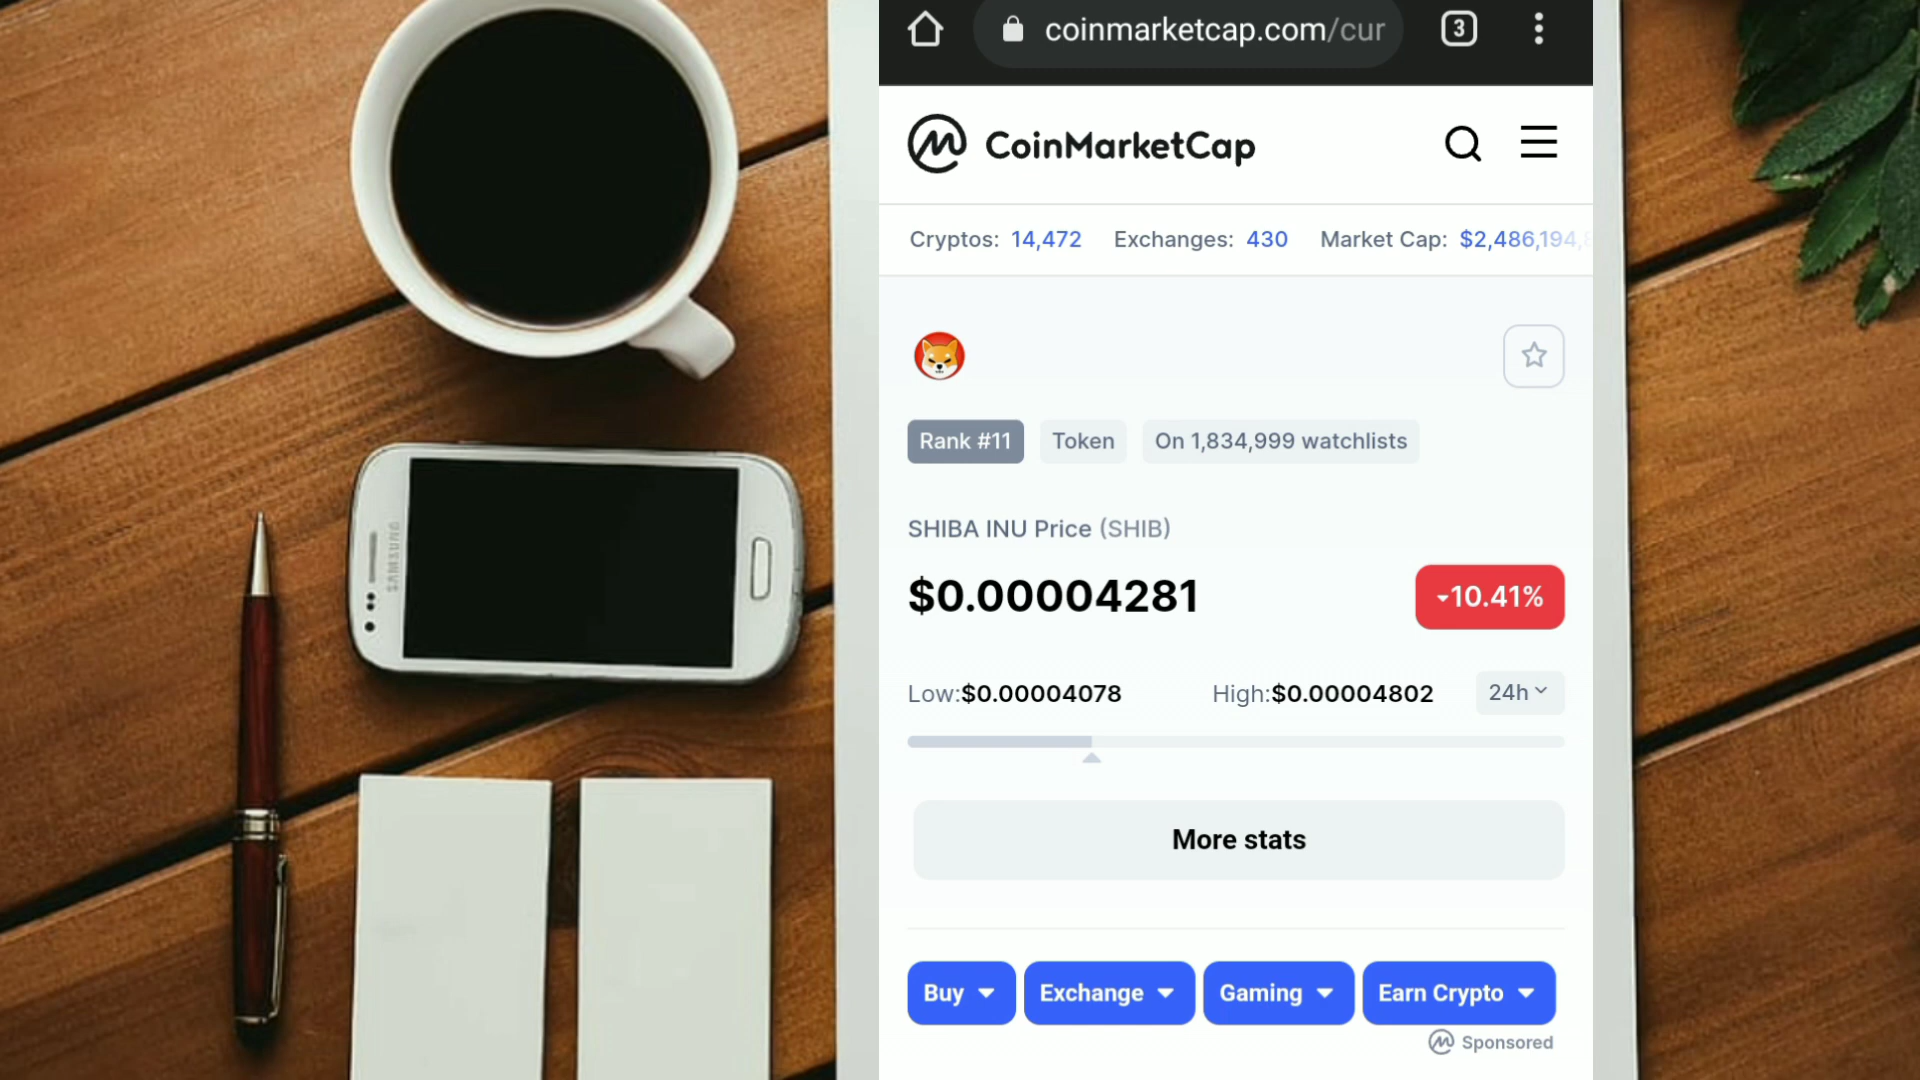 coinmarketcap.com/cur
3
CoinMarketCap
Cryptos: 14,472 Exchanges: 430 Market Cap: $2,486,194,8
Rank #11 Token On 1,834,999 watchlists
SHIBA INU Price (SHIB)
$0.00004281 10.41%
Low:$0.00004078 High:$0.00004802 24h
More stats
Buy Exchange Gaming Earn Crypto
Sponsored
SAMSUNG